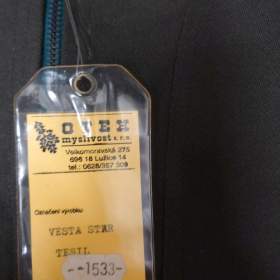 OTEX
myslivost s.r.o.
Velkomoravská 275
696 18 Lužice 14
tel.: 0628/357 309
Označení výrobku:
VESTA STAR
TESIL
-1533-